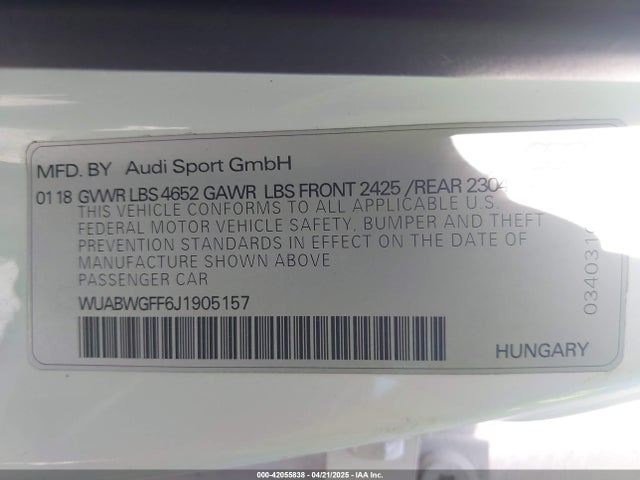 MFD. BY Audi Sport GmbH
01 18 GVWR LBS 4652 GAWR LBS FRONT 2425 /REAR 2304
THIS VEHICLE CONFORMS TO ALL APPLICABLE U.S.
FEDERAL MOTOR VEHICLE SAFETY, BUMPER AND THEFT
PREVENTION STANDARDS IN EFFECT ON THE DATE OF
MANUFACTURE SHOWN ABOVE
PASSENGER CAR
WUABWGFF6J1905157
HUNGARY
000-42055838 - 04/21/2025 - IAA Inc.